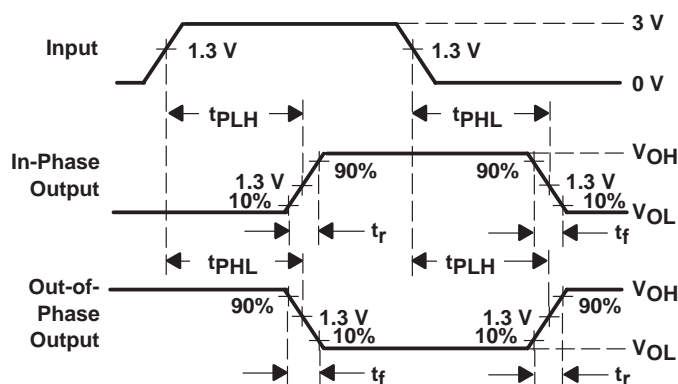 3 V
Input
1.3 V
1.3 V
0 V
tPLH
tPHL
VOH
In-Phase
Output
90%
90%
1.3 V
1.3 V
10%
10%
VOL
tr
tf
tPHL
tPLH
Out-of-
Phase
Output
VOH
90%
90%
1.3 V
1.3 V
10%
10%
VOL
tf
tr